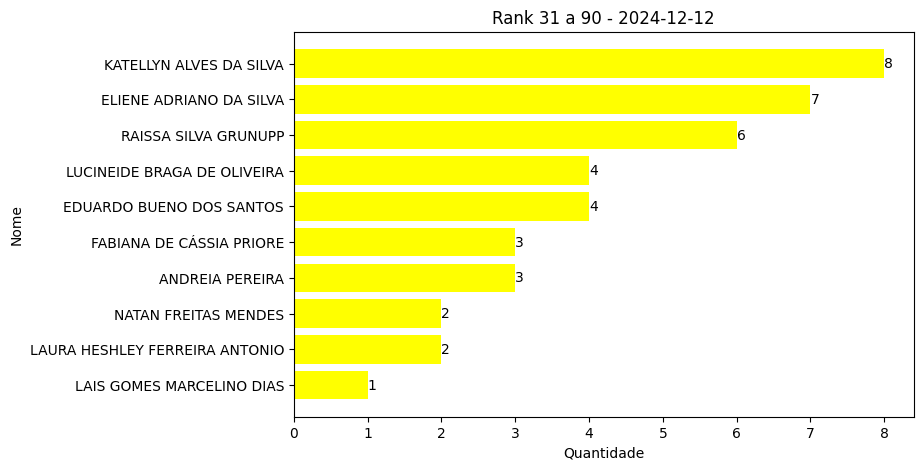 Rank 31 a 90 - 2024-12-12
Nome
KATELLYN ALVES DA SILVA 8
ELIENE ADRIANO DA SILVA 7
RAISSA SILVA GRUNUPP 6
LUCINEIDE BRAGA DE OLIVEIRA 4
EDUARDO BUENO DOS SANTOS 4
FABIANA DE CÁSSIA PRIORE 3
ANDREIA PEREIRA 3
NATAN FREITAS MENDES 2
LAURA HESHLEY FERREIRA ANTONIO 2
LAIS GOMES MARCELINO DIAS 1
0 1 2 3 4 5 6 7 8
Quantidade